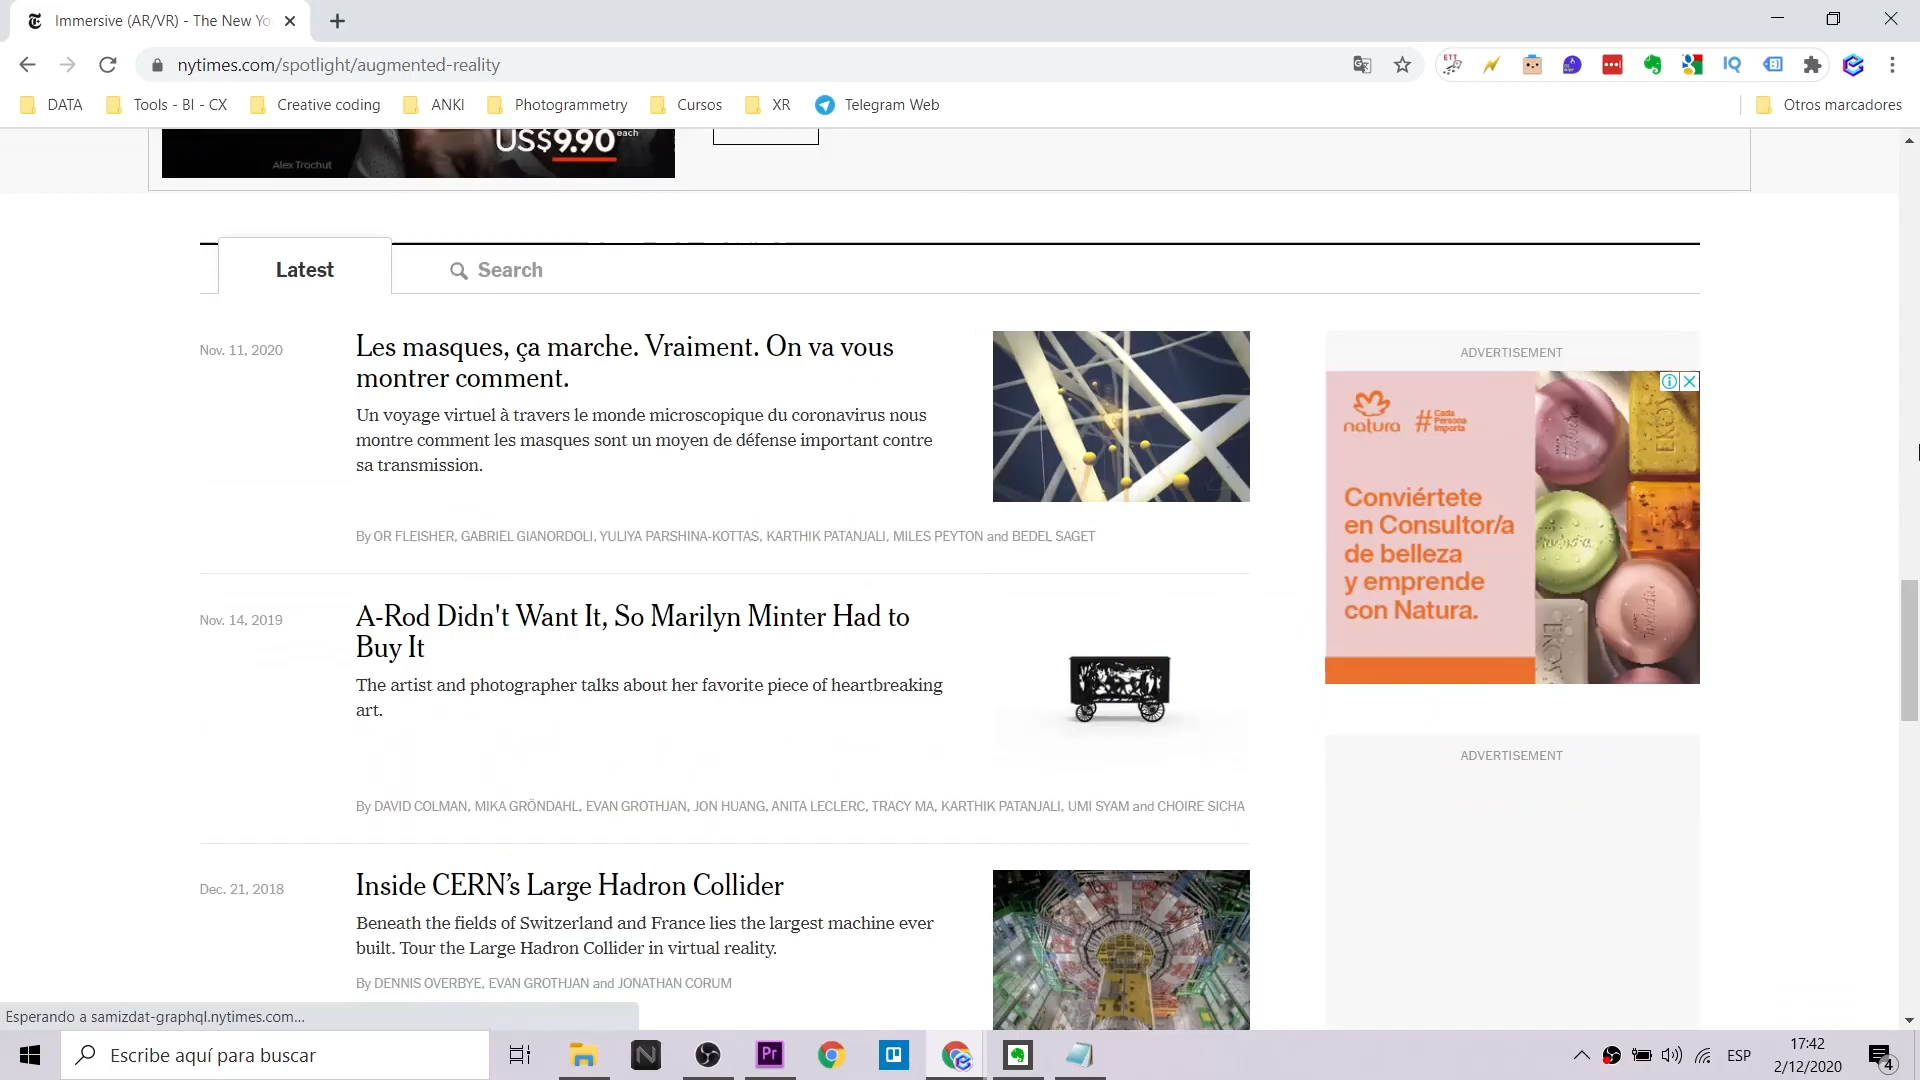 Immersive (AR/VR) - The New Yo
nytimes.com/spotlight/augmented-reality
DATA
Tools - BI - CX
Creative coding
ANKI
Photogrammetry
Cursos
XR
Telegram Web
Otros marcadores
US$9.90 each
Alex Trochut
Latest
Search
Nov. 11, 2020
Les masques, ça marche. Vraiment. On va vous
montrer comment.
Un voyage virtuel à travers le monde microscopique du coronavirus nous
montre comment les masques sont un moyen de défense important contre
sa transmission.
By OR FLEISHER, GABRIEL GIANORDOLI, YULIYA PARSHINA-KOTTAS, KARTHIK PATANJALI, MILES PEYTON and BEDEL SAGET
ADVERTISEMENT
natura
#Cada
Persona
Importa
Conviértete
en Consultor/a
de belleza
y emprende
con Natura.
EKOS
Nov. 14, 2019
A-Rod Didn't Want It, So Marilyn Minter Had to
Buy It
The artist and photographer talks about her favorite piece of heartbreaking
art.
By DAVID COLMAN, MIKA GRÖNDAHL, EVAN GROTHJAN, JON HUANG, ANITA LECLERC, TRACY MA, KARTHIK PATANJALI, UMI SYAM and CHOIRE SICHA
ADVERTISEMENT
Dec. 21, 2018
Inside CERN’s Large Hadron Collider
Beneath the fields of Switzerland and France lies the largest machine ever
built. Tour the Large Hadron Collider in virtual reality.
By DENNIS OVERBYE, EVAN GROTHJAN and JONATHAN CORUM
Esperando a samizdat-graphql.nytimes.com...
Escribe aquí para buscar
Pr
ESP
17:42
2/12/2020
4